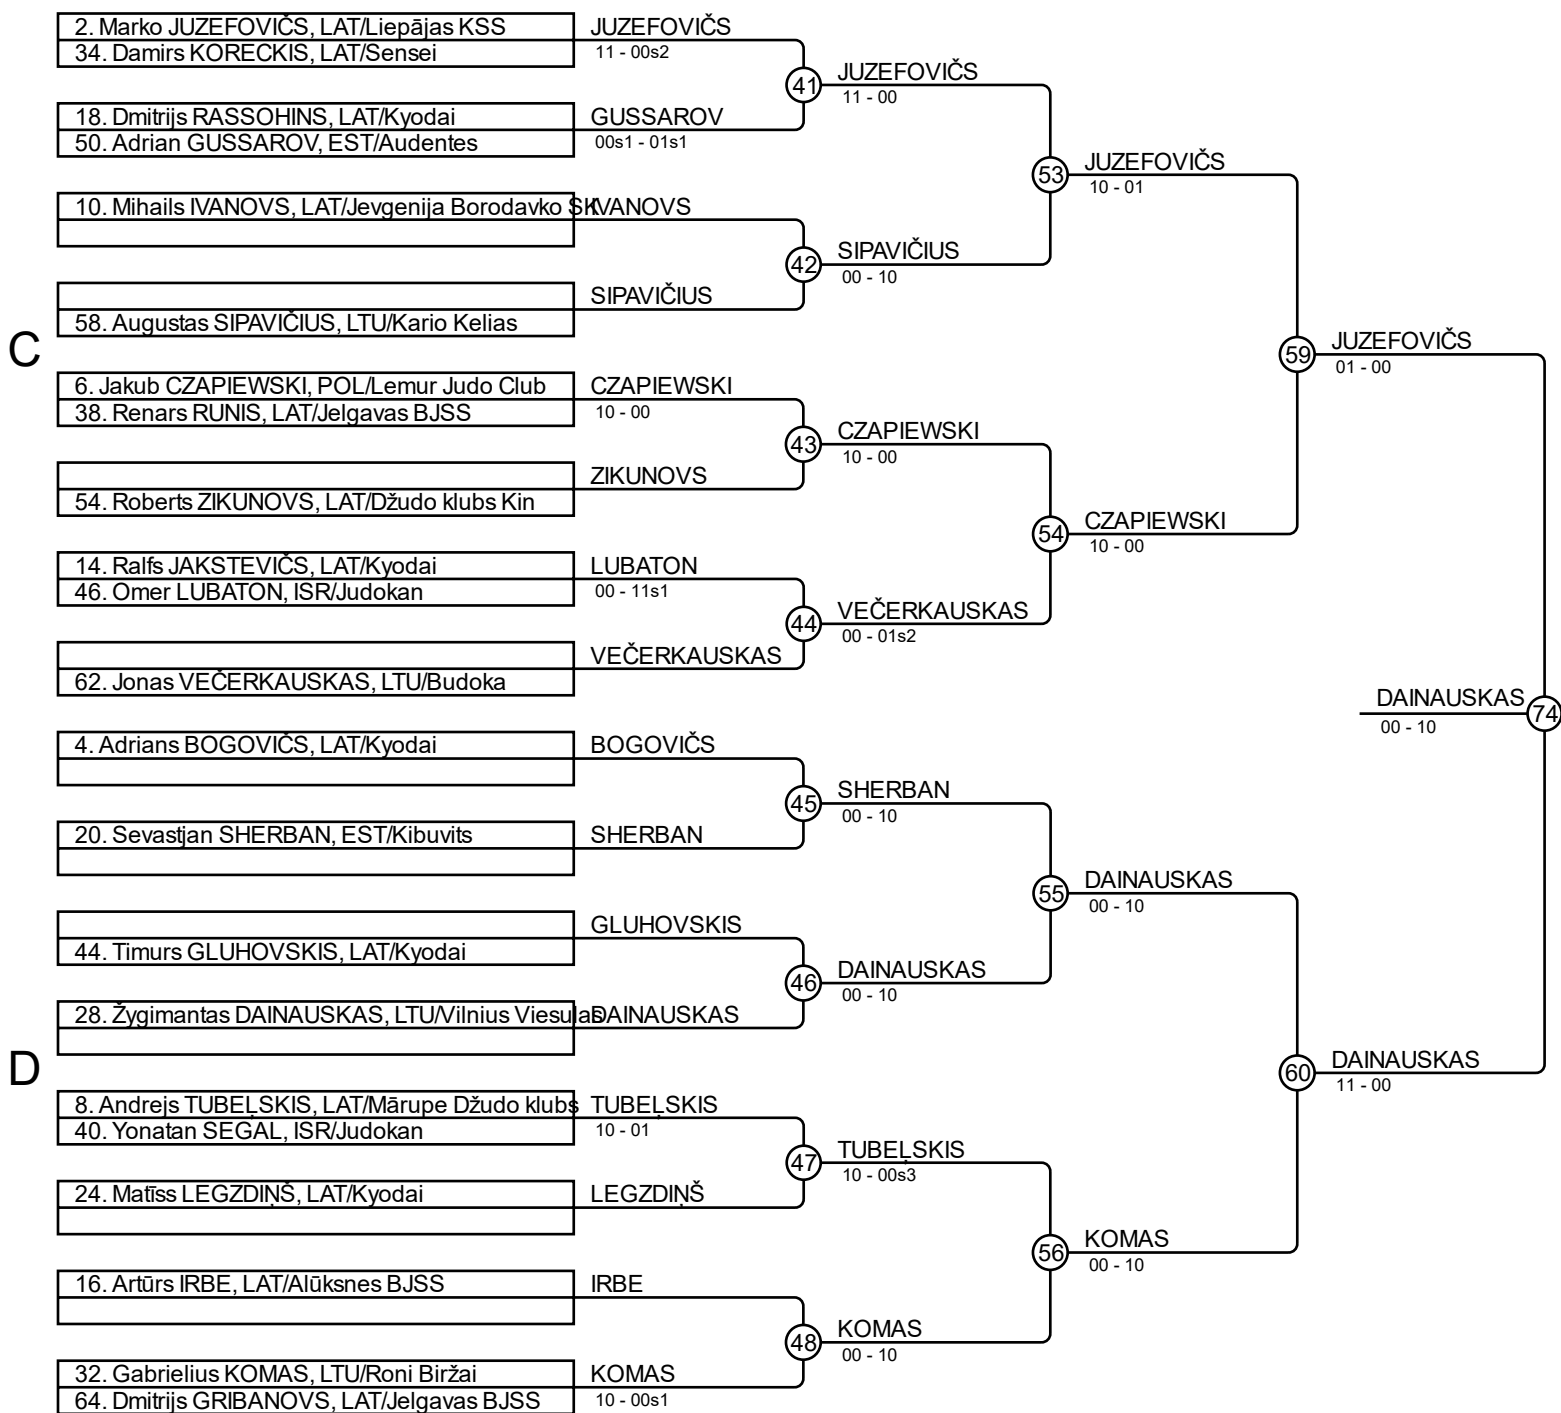 2. Marko JUZEFOVIČS, LAT/Liepājas KSS
34. Damirs KORECKIS, LAT/Sensei
JUZEFOVIČS
11 - 00s2
41
JUZEFOVIČS
11 - 00
18. Dmitrijs RASSOHINS, LAT/Kyodai
50. Adrian GUSSAROV, EST/Audentes
GUSSAROV
00s1 - 01s1
53
JUZEFOVIČS
10 - 01
10. Mihails IVANOVS, LAT/Jevgenija Borodavko SK
IVANOVS
42
SIPAVIČIUS
00 - 10
SIPAVIČIUS
58. Augustas SIPAVIČIUS, LTU/Kario Kelias
C
59
JUZEFOVIČS
01 - 00
6. Jakub CZAPIEWSKI, POL/Lemur Judo Club
38. Renars RUNIS, LAT/Jelgavas BJSS
CZAPIEWSKI
10 - 00
43
CZAPIEWSKI
10 - 00
ZIKUNOVS
54. Roberts ZIKUNOVS, LAT/Džudo klubs Kin
54
CZAPIEWSKI
10 - 00
14. Ralfs JAKSTEVIČS, LAT/Kyodai
46. Omer LUBATON, ISR/Judokan
LUBATON
00 - 11s1
44
VEČERKAUSKAS
00 - 01s2
VEČERKAUSKAS
62. Jonas VEČERKAUSKAS, LTU/Budoka
DAINAUSKAS
00 - 10
74
4. Adrians BOGOVIČS, LAT/Kyodai
BOGOVIČS
45
SHERBAN
00 - 10
20. Sevastjan SHERBAN, EST/Kibuvits
SHERBAN
55
DAINAUSKAS
00 - 10
GLUHOVSKIS
44. Timurs GLUHOVSKIS, LAT/Kyodai
46
DAINAUSKAS
00 - 10
28. Žygimantas DAINAUSKAS, LTU/Vilnius Viesulas
DAINAUSKAS
D
60
DAINAUSKAS
11 - 00
8. Andrejs TUBEĻSKIS, LAT/Mārupe Džudo klubs
40. Yonatan SEGAL, ISR/Judokan
TUBEĻSKIS
10 - 01
47
TUBEĻSKIS
10 - 00s3
24. Matīss LEGZDIŅŠ, LAT/Kyodai
LEGZDIŅŠ
56
KOMAS
00 - 10
16. Artūrs IRBE, LAT/Alūksnes BJSS
IRBE
48
KOMAS
00 - 10
32. Gabrielius KOMAS, LTU/Roni Biržai
64. Dmitrijs GRIBANOVS, LAT/Jelgavas BJSS
KOMAS
10 - 00s1